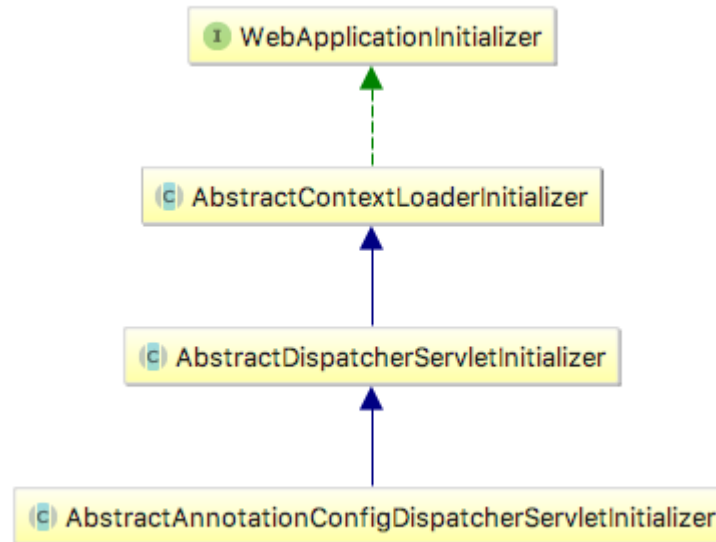 I WebApplicationInitializer
C AbstractContextLoaderInitializer
C AbstractDispatcherServletInitializer
C AbstractAnnotationConfigDispatcherServletInitializer